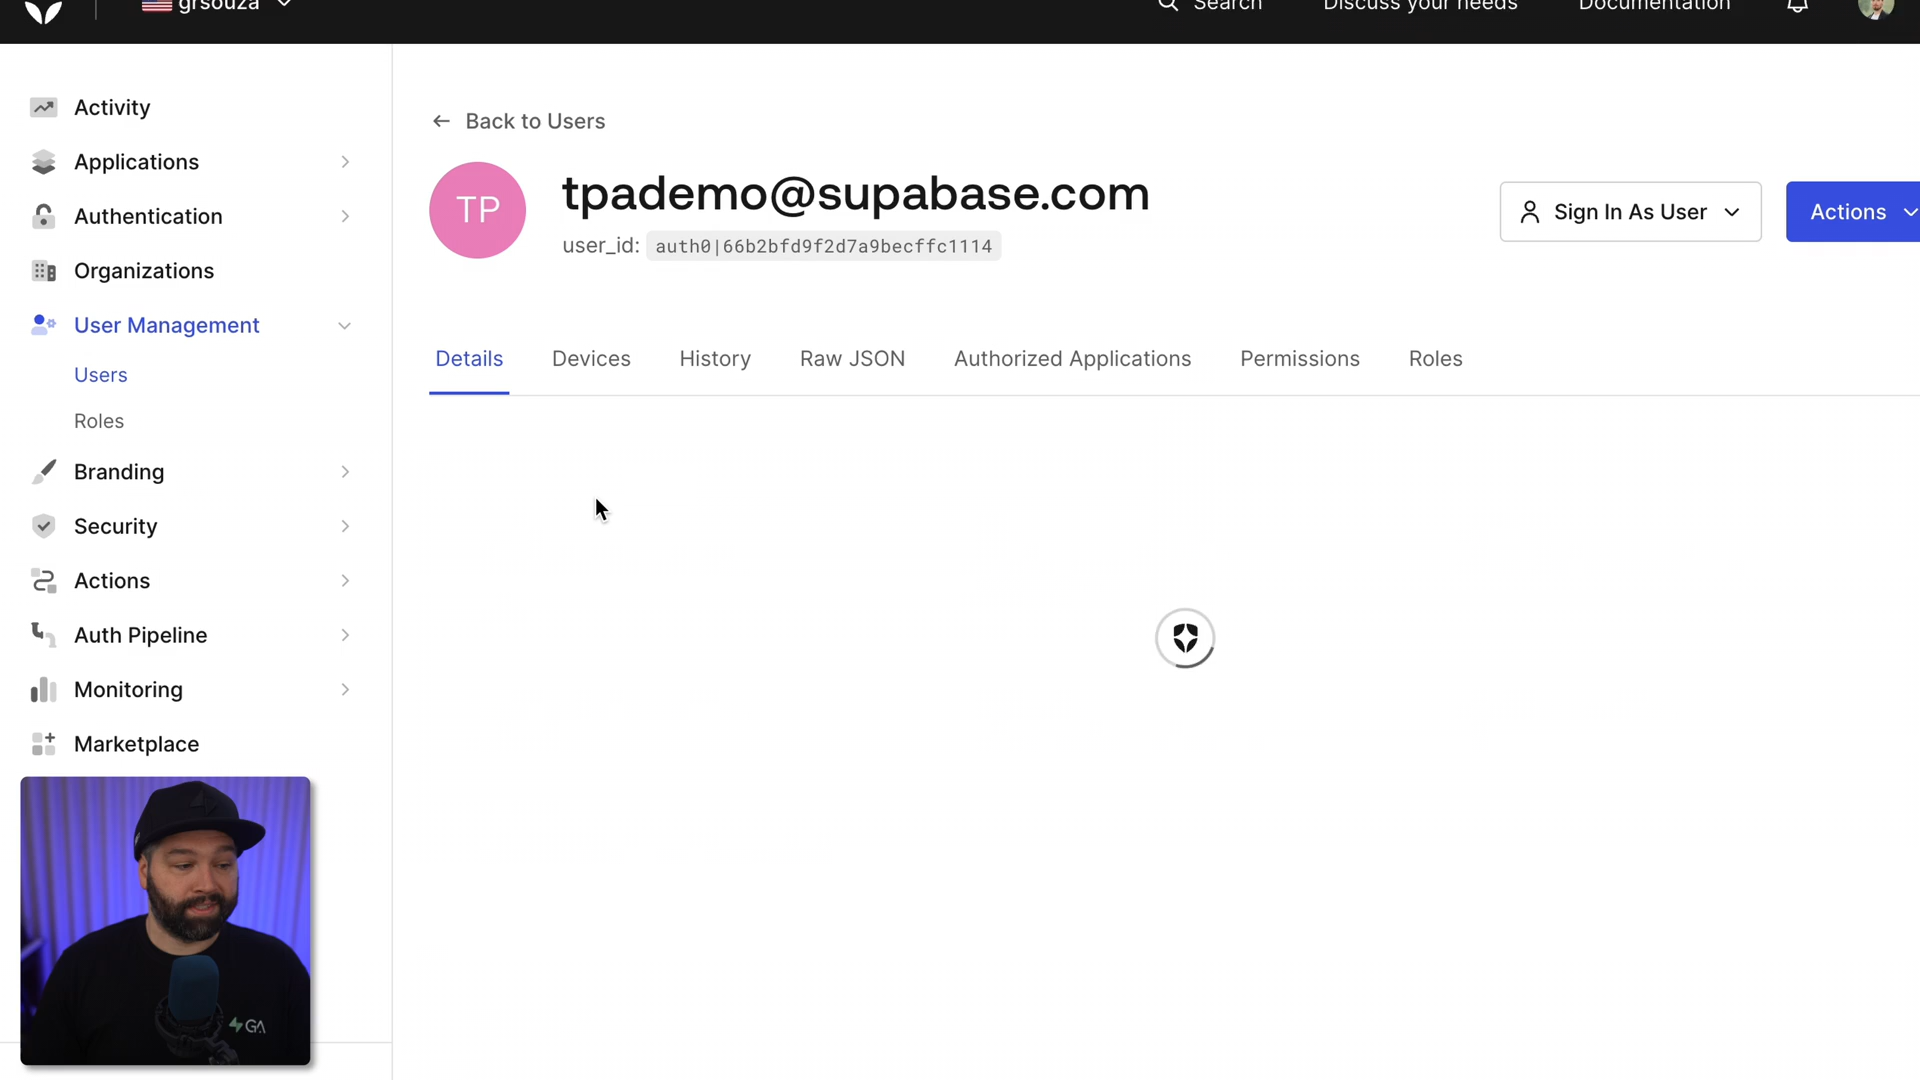 grsouza
Search
Discuss your needs
Documentation
Activity
Applications
Authentication
Organizations
User Management
Users
Roles
Branding
Security
Actions
Auth Pipeline
Monitoring
Marketplace
Back to Users
TP
tpademo@supabase.com
user_id: auth0|66b2bfd9f2d7a9becffc1114
Sign In As User
Actions
Details Devices History Raw JSON Authorized Applications Permissions Roles
GA